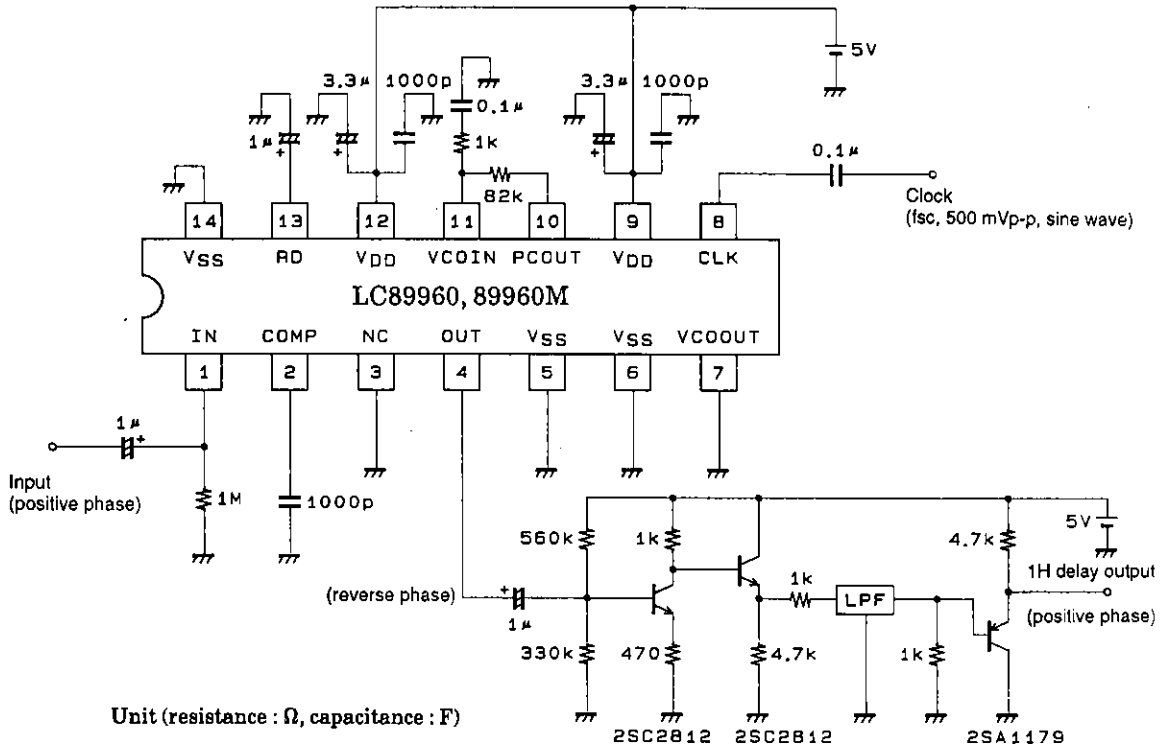 5V
3.3μ
1000p
3.3μ
1000p
0.1μ
1μ
+
+
1k
+
0.1μ
82k
Clock
(fsc, 500 mVp-p, sine wave)
14
13
12
11
10
9
8
VSS
AD
VDD
VCOIN
PCOUT
VDD
CLK
LC89960, 89960M
IN
COMP
NC
OUT
VSS
VSS
VCOOUT
1
2
3
4
5
6
7
1μ
+
Input
(positive phase)
1M
1000p
560k
1k
4.7k
5V
1H delay output
(reverse phase)
+
1μ
1k
LPF
(positive phase)
330k
470
4.7k
1k
Unit (resistance : Ω, capacitance : F)
2SC2812
2SC2812
2SA1179